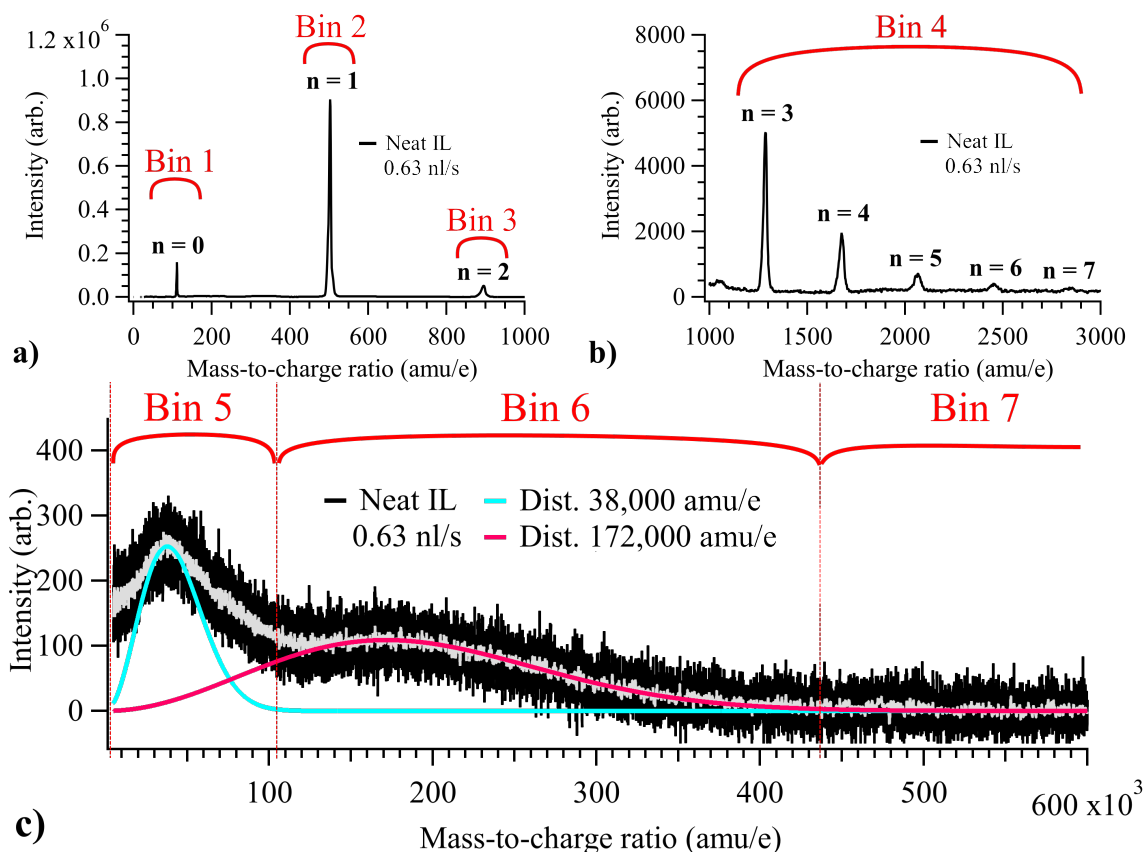 Bin 2
1.2 x10⁶
n = 1
1.0
0.8
0.6
0.4
0.2
0.0
Intensity (arb.)
Neat IL
0.63 nl/s
Bin 1
n = 0
Bin 3
n = 2
0 200 400 600 800 1000
Mass-to-charge ratio (amu/e)
a)
Bin 4
8000
6000
4000
2000
0
Intensity (arb.)
n = 3
Neat IL
0.63 nl/s
n = 4
n = 5
n = 6
n = 7
1000 1500 2000 2500 3000
Mass-to-charge ratio (amu/e)
b)
Bin 5 Bin 6 Bin 7
400
300
200
100
0
Intensity (arb.)
Neat IL
0.63 nl/s
Dist. 38,000 amu/e
Dist. 172,000 amu/e
100 200 300 400 500 600 x10³
Mass-to-charge ratio (amu/e)
c)